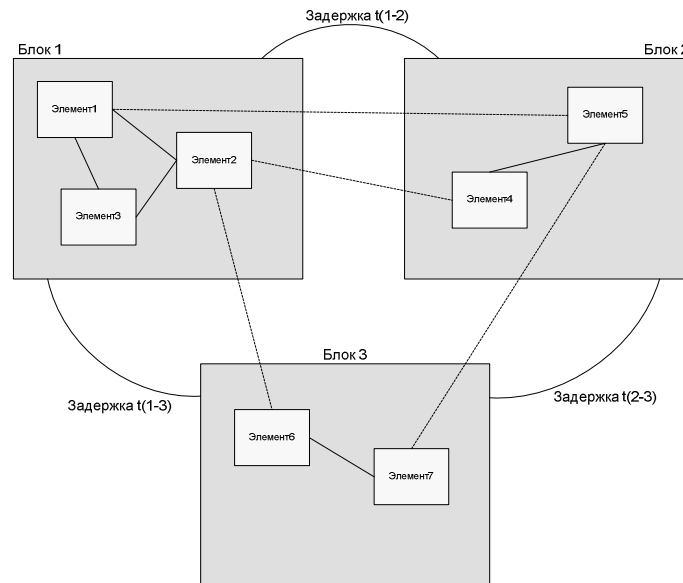 Задержка t(1-2)
Блок 1
Блок 2
Элемент1
Элемент5
Элемент2
Элемент4
Элемент3
Блок 3
Задержка t(1-3)
Задержка t(2-3)
Элемент6
Элемент7